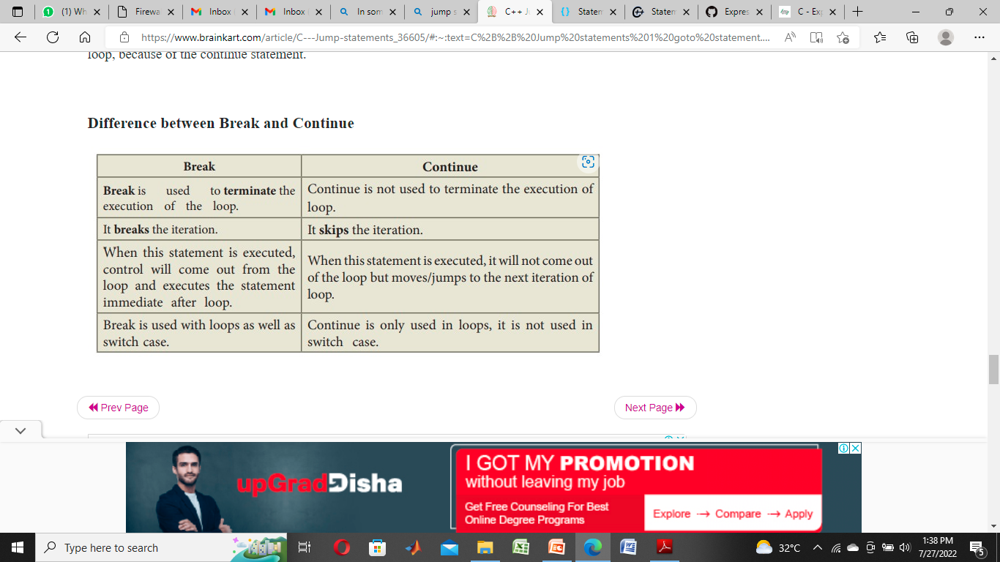 (1) Wh
Firewa
Inbox
Inbox
In som
jump s
C++ J
Staten
Staten
Expres
C - Exp
https://www.brainkart.com/article/C---Jump-statements_36605/#:~:text=C%2B%2B%20Jump%20statements%201%20goto%20statement....
loop, because of the continue statement.
Difference between Break and Continue
Break
Continue
Break is used to terminate the
execution of the loop.
Continue is not used to terminate the execution of
loop.
It breaks the iteration.
It skips the iteration.
When this statement is executed,
control will come out from the
loop and executes the statement
immediate after loop.
When this statement is executed, it will not come out
of the loop but moves/jumps to the next iteration of
loop.
Break is used with loops as well as
switch case.
Continue is only used in loops, it is not used in
switch case.
Prev Page
Next Page
upGradDisha
I GOT MY PROMOTION
without leaving my job
Get Free Counseling For Best
Online Degree Programs
Explore → Compare → Apply
Type here to search
32°C
1:38 PM
7/27/2022
5